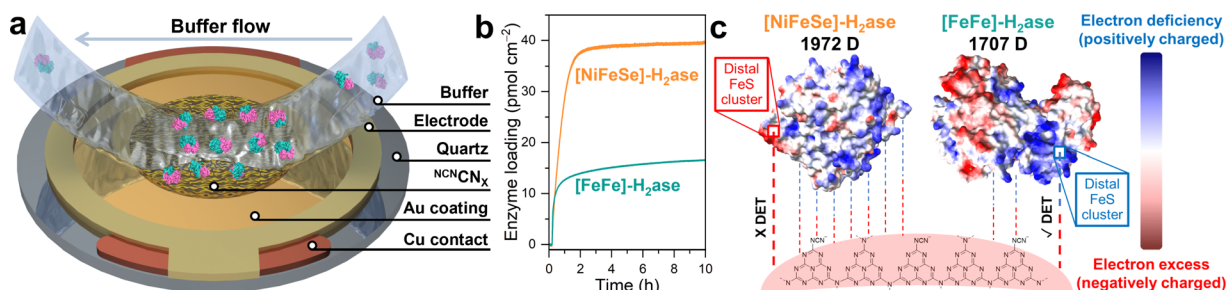 a
Buffer flow
Buffer
Electrode
Quartz
NCNCNX
Au coating
Cu contact
b
Enzyme loading (pmol cm−2)
40
30
20
10
0
[NiFeSe]-H2ase
[FeFe]-H2ase
0 2 4 6 8 10
Time (h)
c
[NiFeSe]-H2ase
1972 D
[FeFe]-H2ase
1707 D
Electron deficiency
(positively charged)
Distal
FeS
cluster
Distal
FeS
cluster
X DET
√ DET
Electron excess
(negatively charged)